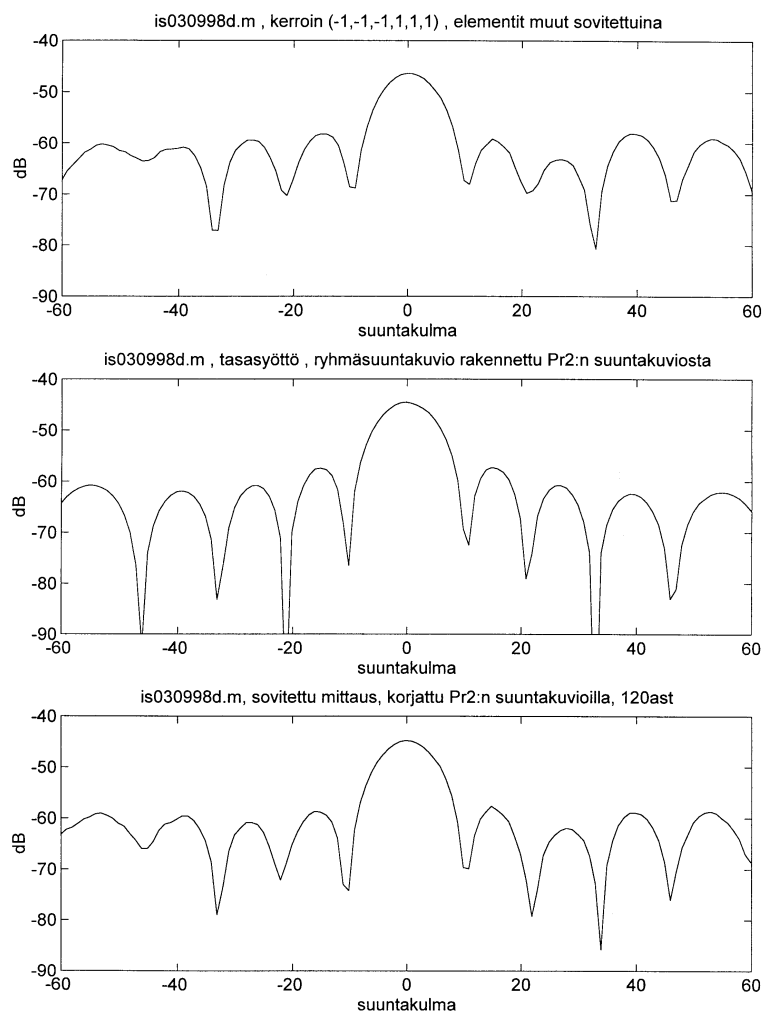 is030998d.m , kerroin (-1,-1,-1,1,1,1) , elementit muut sovitettuina
-40
-50
-60
-70
-80
-90
dB
-60 -40 -20 0 20 40 60
suuntakulma
is030998d.m , tasasyöttö , ryhmäsuuntakuvio rakennettu Pr2:n suuntakuviosta
-40
-50
-60
-70
-80
-90
dB
-60 -40 -20 0 20 40 60
suuntakulma
is030998d.m, sovitettu mittaus, korjattu Pr2:n suuntakuvioilla, 120ast
-40
-50
-60
-70
-80
-90
dB
-60 -40 -20 0 20 40 60
suuntakulma